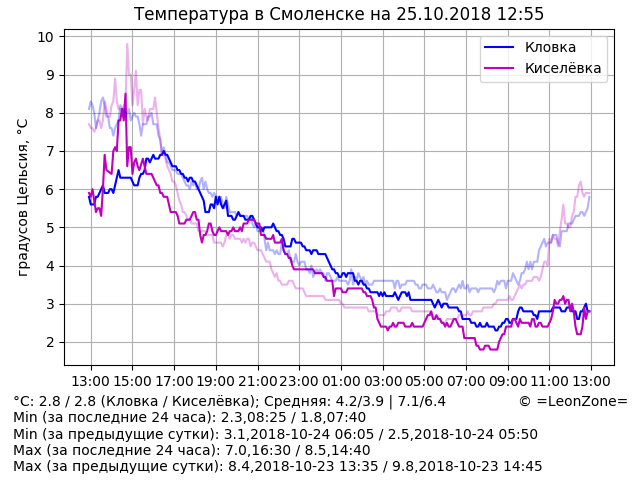 Температура в Смоленске на 25.10.2018 12:55
Кловка
Киселёвка
градусов Цельсия, °C
10
9
8
7
6
5
4
3
2
13:00 15:00 17:00 19:00 21:00 23:00 01:00 03:00 05:00 07:00 09:00 11:00 13:00
°C: 2.8 / 2.8 (Кловка / Киселёвка); Средняя: 4.2/3.9 | 7.1/6.4 © =LeonZone=
Min (за последние 24 часа): 2.3,08:25 / 1.8,07:40
Min (за предыдущие сутки): 3.1,2018-10-24 06:05 / 2.5,2018-10-24 05:50
Max (за последние 24 часа): 7.0,16:30 / 8.5,14:40
Max (за предыдущие сутки): 8.4,2018-10-23 13:35 / 9.8,2018-10-23 14:45